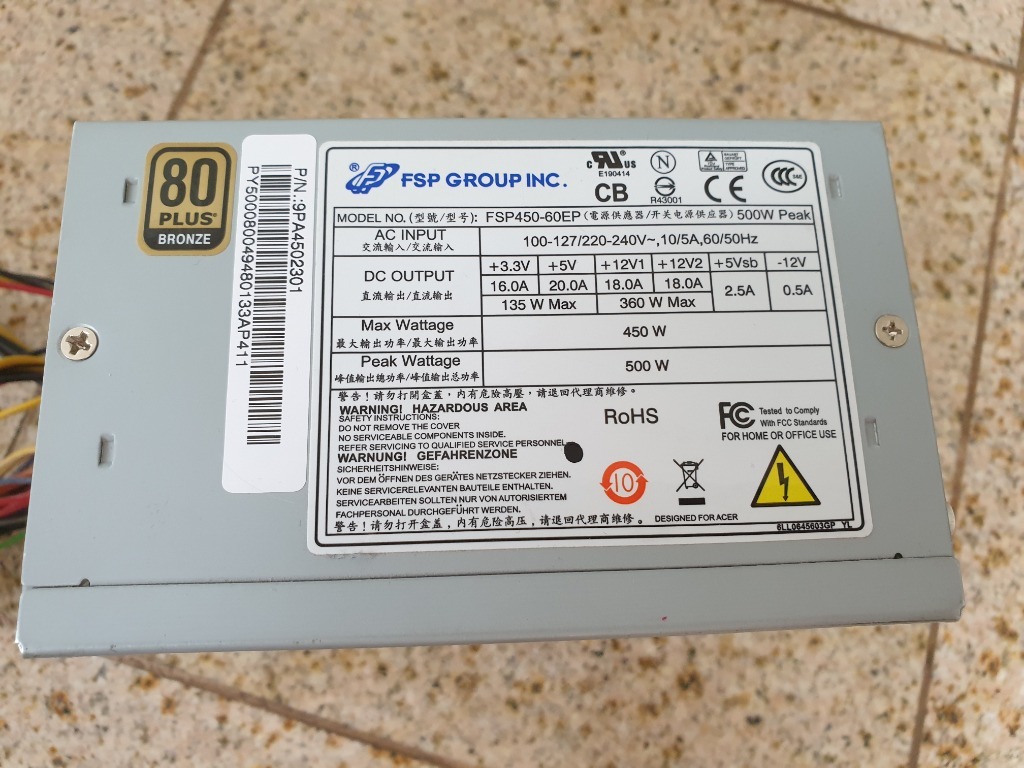 80
PLUS®
BRONZE
P/N.:9PA4502301
PY50008004948013​3AP411
® FSP GROUP INC.
c RU US
E190414
CB
N
R43001
CE
CCC
MODEL NO.(型號/型号): FSP450-60EP(電源供應器/开关电源供应器) 500W Peak
AC INPUT
交流輸入/交流输入
100-127/220-240V~,10/5A,60/50Hz
DC OUTPUT
直流輸出/直流输出
+3.3V +5V +12V1 +12V2 +5Vsb -12V
16.0A 20.0A 18.0A 18.0A 2.5A 0.5A
135 W Max 360 W Max
Max Wattage
最大輸出功率/最大输出功率
450 W
Peak Wattage
峰值輸出總功率/峰值输出总功率
500 W
警告!請勿打開盒蓋,內有危險高壓,請退回代理商維修。
WARNING! HAZARDOUS AREA
SAFETY INSTRUCTIONS:
DO NOT REMOVE THE COVER
NO SERVICEABLE COMPONENTS INSIDE.
REFER SERVICING TO QUALIFIED SERVICE PERSONNEL
WARNUNG! GEFAHRENZONE
SICHERHEITSHINWEISE:
VOR DEM ÖFFNEN DES GERÄTES NETZSTECKER ZIEHEN.
KEINE SERVICERELEVANTEN BAUTEILE ENTHALTEN.
SERVICEARBEITEN SOLLTEN NUR VON AUTORISIERTEM
FACHPERSONAL DURCHGEFÜHRT WERDEN.
警告!请勿打开盒盖,内有危险高压,请退回代理商维修。
RoHS
FC Tested to Comply
With FCC Standards
FOR HOME OR OFFICE USE
10
DESIGNED FOR ACER
6LL0645603GP YL